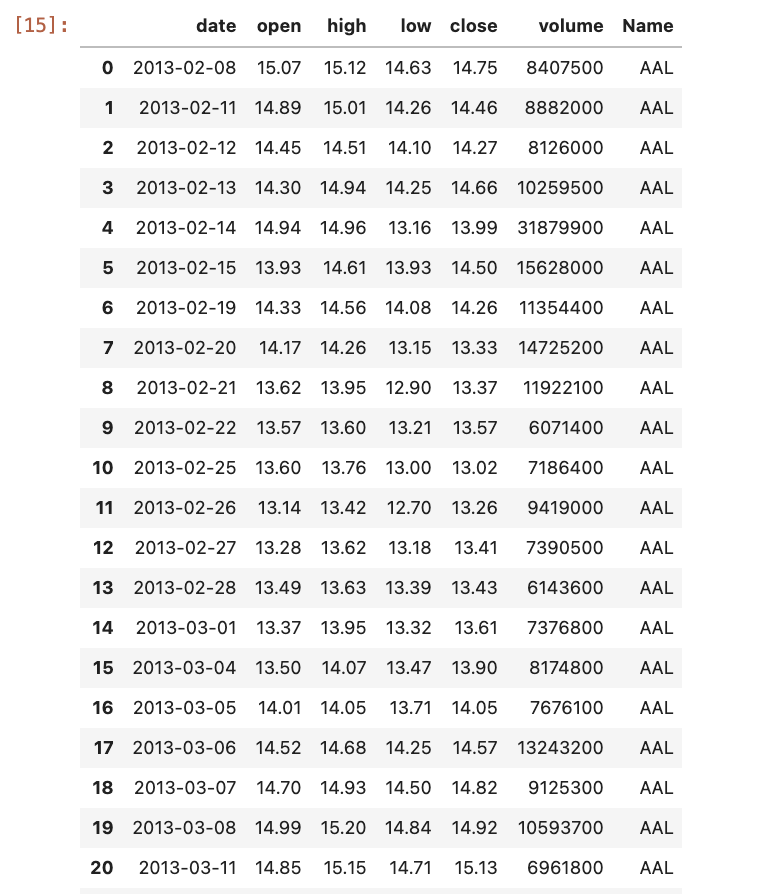 [15]: date open high low close volume Name
0 2013-02-08 15.07 15.12 14.63 14.75 8407500 AAL
1 2013-02-11 14.89 15.01 14.26 14.46 8882000 AAL
2 2013-02-12 14.45 14.51 14.10 14.27 8126000 AAL
3 2013-02-13 14.30 14.94 14.25 14.66 10259500 AAL
4 2013-02-14 14.94 14.96 13.16 13.99 31879900 AAL
5 2013-02-15 13.93 14.61 13.93 14.50 15628000 AAL
6 2013-02-19 14.33 14.56 14.08 14.26 11354400 AAL
7 2013-02-20 14.17 14.26 13.15 13.33 14725200 AAL
8 2013-02-21 13.62 13.95 12.90 13.37 11922100 AAL
9 2013-02-22 13.57 13.60 13.21 13.57 6071400 AAL
10 2013-02-25 13.60 13.76 13.00 13.02 7186400 AAL
11 2013-02-26 13.14 13.42 12.70 13.26 9419000 AAL
12 2013-02-27 13.28 13.62 13.18 13.41 7390500 AAL
13 2013-02-28 13.49 13.63 13.39 13.43 6143600 AAL
14 2013-03-01 13.37 13.95 13.32 13.61 7376800 AAL
15 2013-03-04 13.50 14.07 13.47 13.90 8174800 AAL
16 2013-03-05 14.01 14.05 13.71 14.05 7676100 AAL
17 2013-03-06 14.52 14.68 14.25 14.57 13243200 AAL
18 2013-03-07 14.70 14.93 14.50 14.82 9125300 AAL
19 2013-03-08 14.99 15.20 14.84 14.92 10593700 AAL
20 2013-03-11 14.85 15.15 14.71 15.13 6961800 AAL